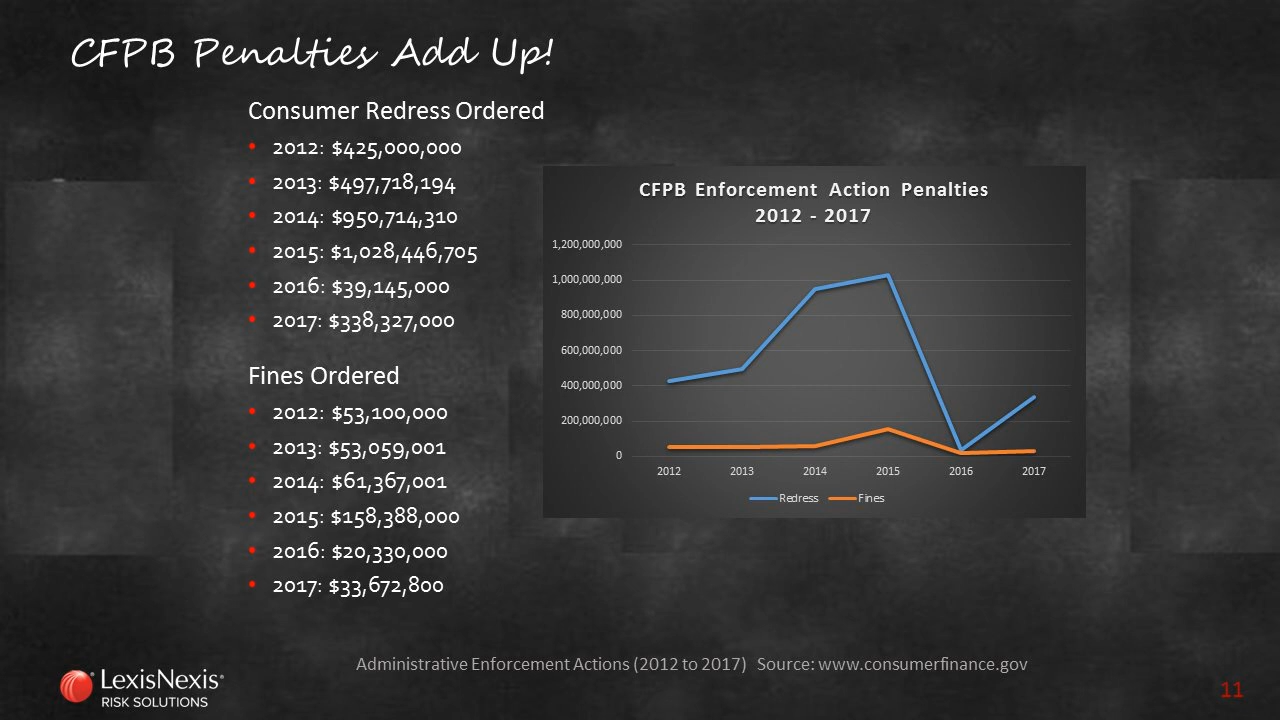 CFPB Penalties Add Up!
Consumer Redress Ordered
• 2012: $425,000,000
• 2013: $497,718,194
• 2014: $950,714,310
• 2015: $1,028,446,705
• 2016: $39,145,000
• 2017: $338,327,000
Fines Ordered
• 2012: $53,100,000
• 2013: $53,059,001
• 2014: $61,367,001
• 2015: $158,388,000
• 2016: $20,330,000
• 2017: $33,672,800
CFPB Enforcement Action Penalties
2012 - 2017
1,200,000,000
1,000,000,000
800,000,000
600,000,000
400,000,000
200,000,000
0
2012 2013 2014 2015 2016 2017
Redress Fines
Administrative Enforcement Actions (2012 to 2017) Source: www.consumerfinance.gov
LexisNexis®
RISK SOLUTIONS
11